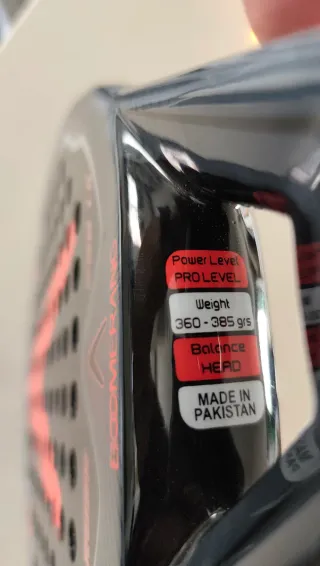 Power Level
PRO LEVEL
Weight
360 - 385 grs
Balance
HEAD
MADE IN
PAKISTAN